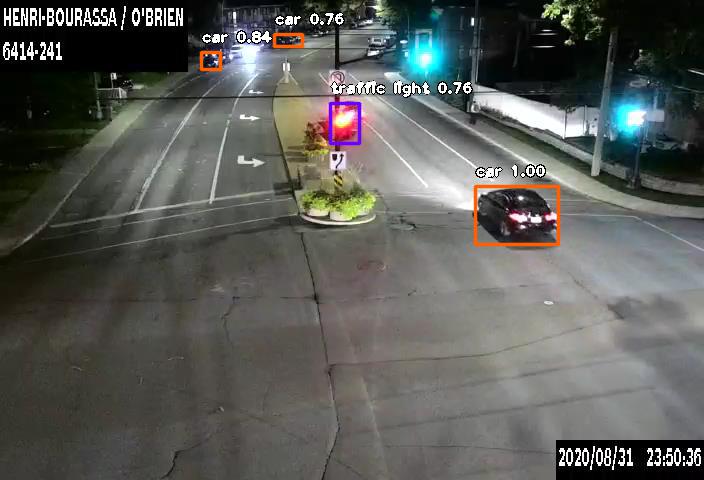 HENRI-BOURASSA / O'BRIEN
6414-241
car 0.76
car 0.84
traffic light 0.76
car 1.00
2020/08/31 23:50:36